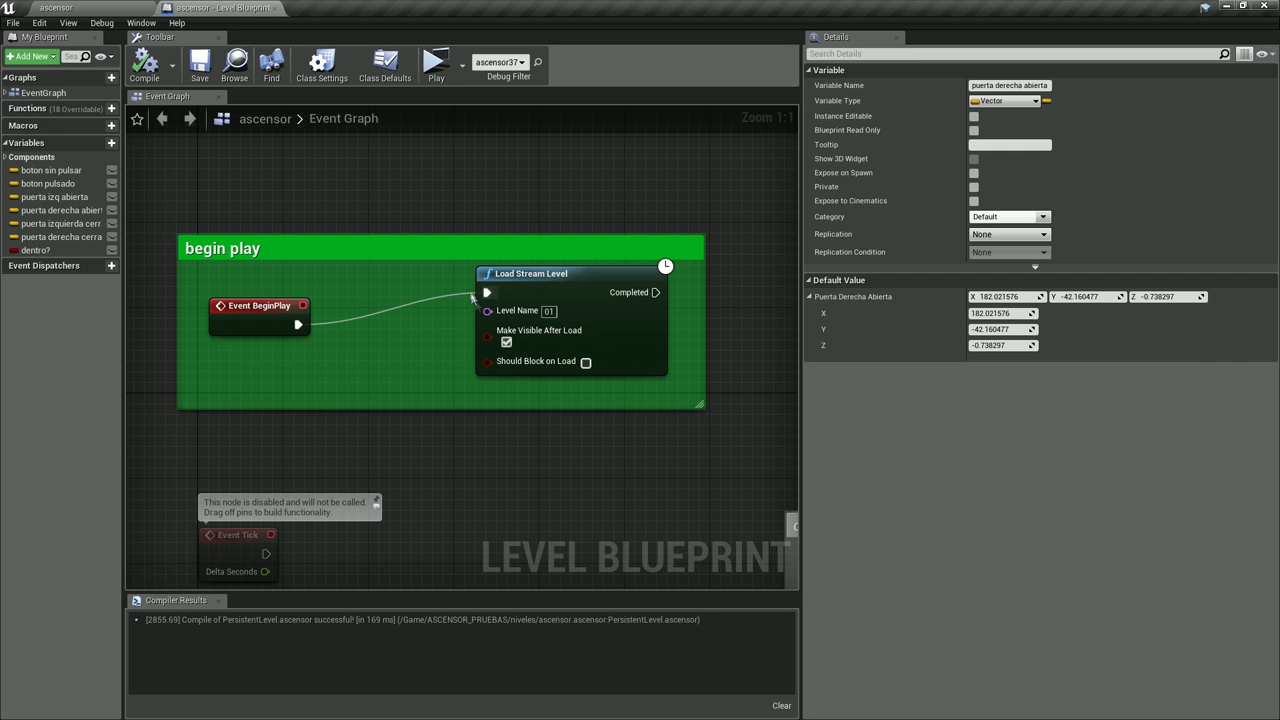 ascensor
ascensor - Level Blueprint
File Edit View Debug Window Help
My Blueprint
Add New
Sea
Graphs
EventGraph
Functions (18 Overridable)
Macros
Variables
Components
boton sin pulsar
boton pulsado
puerta izq abierta
puerta derecha abier
puerta izquierda cerr
puerta derecha cerra
dentro?
Event Dispatchers
Toolbar
Compile
Save
Browse
Find
Class Settings
Class Defaults
Play
ascensor37
Debug Filter
Event Graph
ascensor > Event Graph
Zoom 1:1
begin play
Event BeginPlay
Load Stream Level
Completed
Level Name 01
Make Visible After Load
Should Block on Load
This node is disabled and will not be called.
Drag off pins to build functionality.
Event Tick
Delta Seconds
LEVEL BLUEPRINT
Compiler Results
[2855.69] Compile of PersistentLevel.ascensor successful! [in 169 ms] (/Game/ASCENSOR_PRUEBAS/niveles/ascensor.ascensor:PersistentLevel.ascensor)
Clear
Details
Search Details
Variable
Variable Name puerta derecha abierta
Variable Type Vector
Instance Editable
Blueprint Read Only
Tooltip
Show 3D Widget
Expose on Spawn
Private
Expose to Cinematics
Category Default
Replication None
Replication Condition None
Default Value
Puerta Derecha Abierta X 182.021576 Y -42.160477 Z -0.738297
X 182.021576
Y -42.160477
Z -0.738297